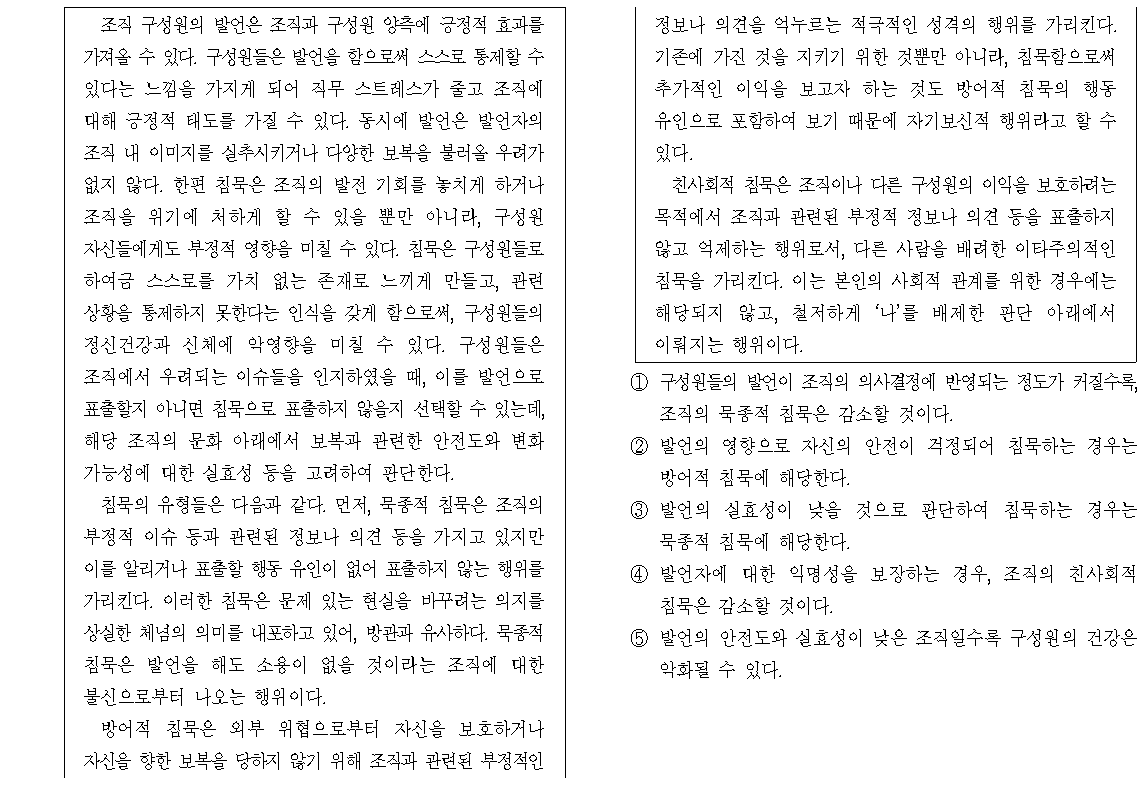 조직 구성원의 발언은 조직과 구성원 양측에 긍정적 효과를
가져올 수 있다. 구성원들은 발언을 함으로써 스스로 통제할 수
있다는 느낌을 가지게 되어 직무 스트레스가 줄고 조직에
대해 긍정적 태도를 가질 수 있다. 동시에 발언은 발언자의
조직 내 이미지를 실추시키거나 다양한 보복을 불러올 우려가
없지 않다. 한편 침묵은 조직의 발전 기회를 놓치게 하거나
조직을 위기에 처하게 할 수 있을 뿐만 아니라, 구성원
자신들에게도 부정적 영향을 미칠 수 있다. 침묵은 구성원들로
하여금 스스로를 가치 없는 존재로 느끼게 만들고, 관련
상황을 통제하지 못한다는 인식을 갖게 함으로써, 구성원들의
정신건강과 신체에 악영향을 미칠 수 있다. 구성원들은
조직에서 우려되는 이슈들을 인지하였을 때, 이를 발언으로
표출할지 아니면 침묵으로 표출하지 않을지 선택할 수 있는데,
해당 조직의 문화 아래에서 보복과 관련한 안전도와 변화
가능성에 대한 실효성 등을 고려하여 판단한다.
침묵의 유형들은 다음과 같다. 먼저, 묵종적 침묵은 조직의
부정적 이슈 등과 관련된 정보나 의견 등을 가지고 있지만
이를 알리거나 표출할 행동 유인이 없어 표출하지 않는 행위를
가리킨다. 이러한 침묵은 문제 있는 현실을 바꾸려는 의지를
상실한 체념의 의미를 내포하고 있어, 방관과 유사하다. 묵종적
침묵은 발언을 해도 소용이 없을 것이라는 조직에 대한
불신으로부터 나오는 행위이다.
방어적 침묵은 외부 위협으로부터 자신을 보호하거나
자신을 향한 보복을 당하지 않기 위해 조직과 관련된 부정적인
정보나 의견을 억누르는 적극적인 성격의 행위를 가리킨다.
기존에 가진 것을 지키기 위한 것뿐만 아니라, 침묵함으로써
추가적인 이익을 보고자 하는 것도 방어적 침묵의 행동
유인으로 포함하여 보기 때문에 자기보신적 행위라고 할 수
있다.
친사회적 침묵은 조직이나 다른 구성원의 이익을 보호하려는
목적에서 조직과 관련된 부정적 정보나 의견 등을 표출하지
않고 억제하는 행위로서, 다른 사람을 배려한 이타주의적인
침묵을 가리킨다. 이는 본인의 사회적 관계를 위한 경우에는
해당되지 않고, 철저하게 ‘나’를 배제한 판단 아래에서
이뤄지는 행위이다.
① 구성원들의 발언이 조직의 의사결정에 반영되는 정도가 커질수록,
조직의 묵종적 침묵은 감소할 것이다.
② 발언의 영향으로 자신의 안전이 걱정되어 침묵하는 경우는
방어적 침묵에 해당한다.
③ 발언의 실효성이 낮을 것으로 판단하여 침묵하는 경우는
묵종적 침묵에 해당한다.
④ 발언자에 대한 익명성을 보장하는 경우, 조직의 친사회적
침묵은 감소할 것이다.
⑤ 발언의 안전도와 실효성이 낮은 조직일수록 구성원의 건강은
악화될 수 있다.